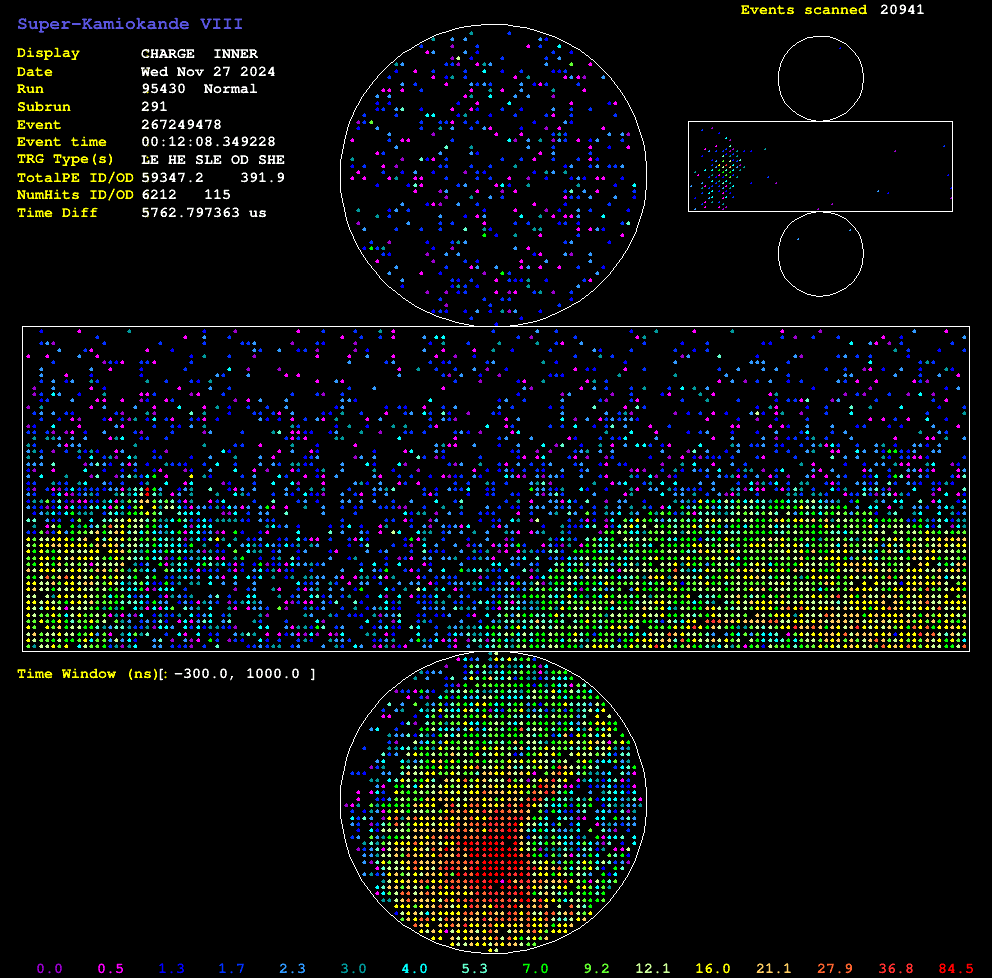 Super-Kamiokande VIII
Events scanned 20941
Display CHARGE INNER
Date Wed Nov 27 2024
Run 95430 Normal
Subrun 291
Event 267249478
Event time 00:12:08.349228
TRG Type(s) LE HE SLE OD SHE
TotalPE ID/OD 59347.2 391.9
NumHits ID/OD 6212 115
Time Diff 5762.797363 us
Time Window (ns)[: −300.0, 1000.0 ]
0.0 0.5 1.3 1.7 2.3 3.0 4.0 5.3 7.0 9.2 12.1 16.0 21.1 27.9 36.8 84.5